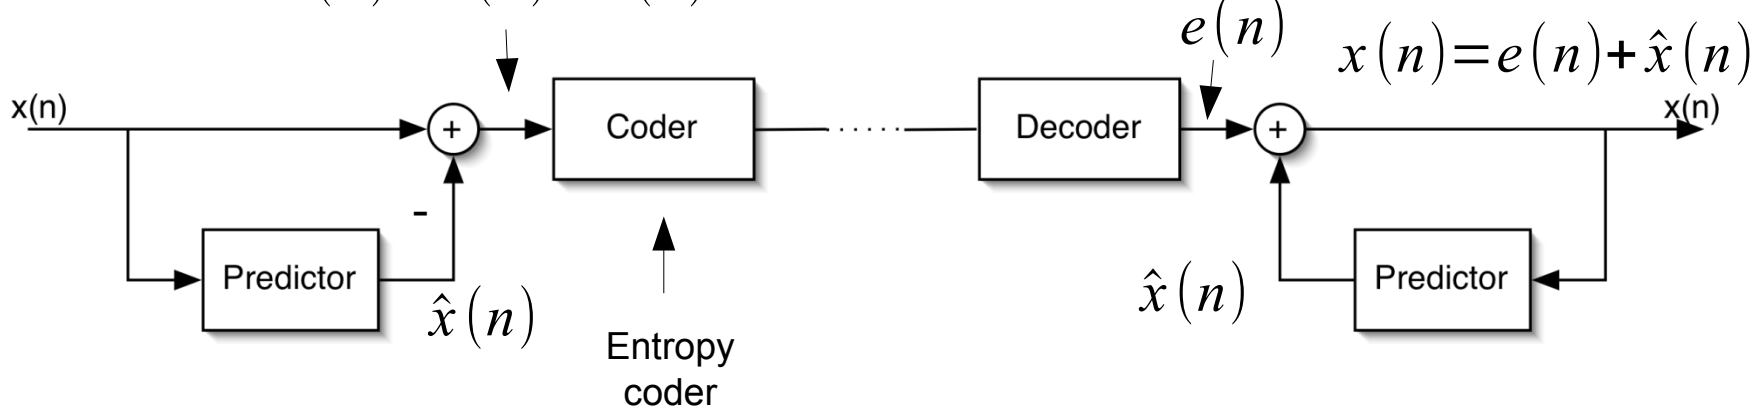 e(n)
x(n)=e(n)+x̂(n)
x(n)
+
Coder
.....
Decoder
+
x(n)
-
Predictor
x̂(n)
x̂(n)
Predictor
Entropy
coder